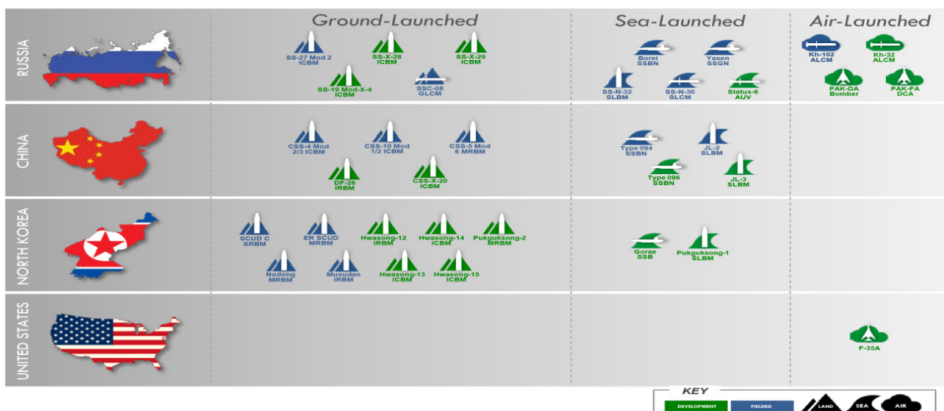 Ground-Launched
Sea-Launched
Air-Launched
RUSSIA
SS-27 Mod 2
ICBM
SS-X-28
ICBM
SS-X-29
ICBM
SS-19 Mod-X-4
ICBM
SSC-08
GLCM
Borei
SSBN
Yasen
SSGN
SS-N-32
SLBM
SS-N-30
SLCM
Status-6
AUV
Kh-102
ALCM
Kh-32
ALCM
PAK-DA
Bomber
PAK-FA
DCA
CHINA
CSS-4 Mod
2/3 ICBM
CSS-10 Mod
1/2 ICBM
CSS-5 Mod
6 MRBM
DF-26
IRBM
CSS-X-20
ICBM
Type 094
SSBN
JL-2
SLBM
Type 096
SSBN
JL-3
SLBM
NORTH KOREA
SCUD C
SRBM
ER SCUD
MRBM
Hwasong-12
IRBM
Hwasong-14
ICBM
Pukguksong-2
MRBM
Nodong
MRBM
Musudan
IRBM
Hwasong-13
ICBM
Hwasong-15
ICBM
Gorae
SSB
Pukguksong-1
SLBM
UNITED STATES
F-35A
KEY
DEVELOPMENT
FIELDED
LAND
SEA
AIR